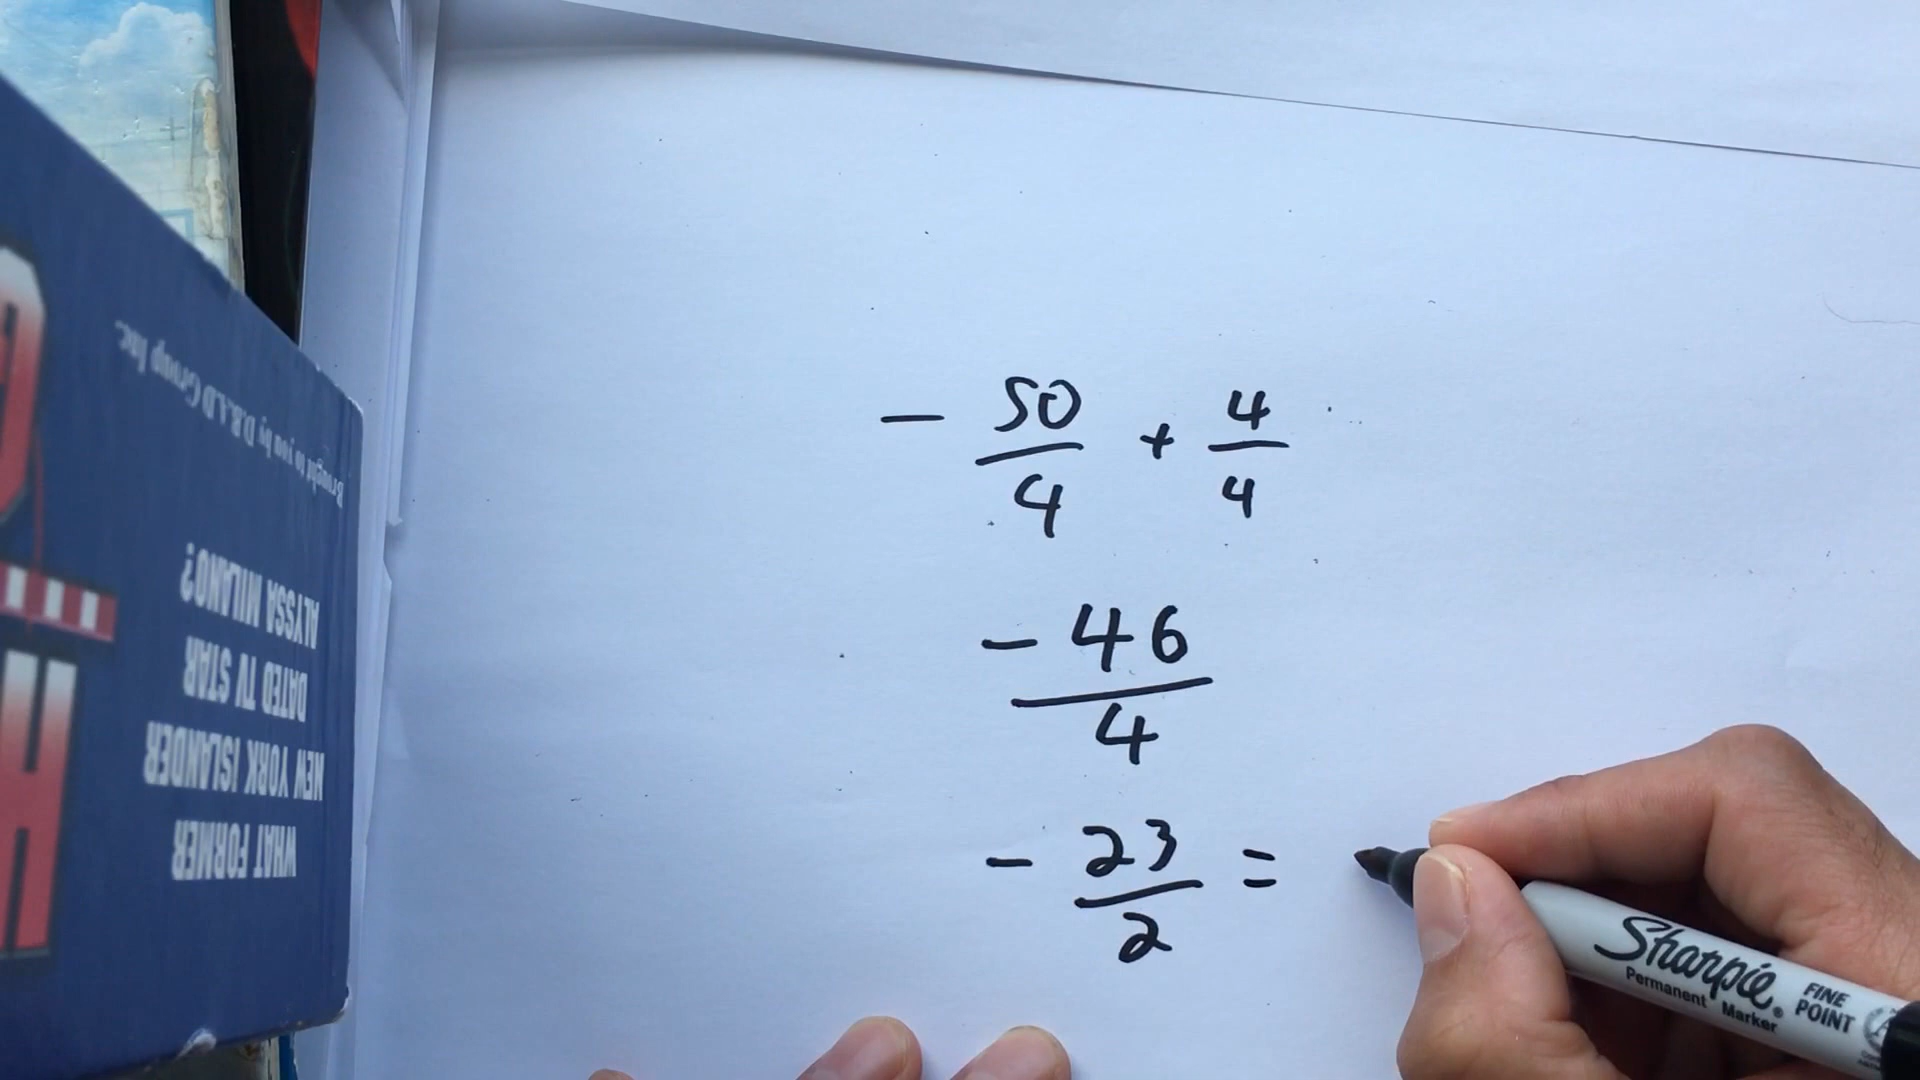 - 50/4 + 4/4
- 46/4
- 23/2 =
Sharpie®
Permanent Marker
FINE
POINT
Brought to you by D.B.A.D Group Inc.
WHAT FORMER
NEW YORK ISLANDER
DATED TV STAR
ALYSSA MILANO?
H